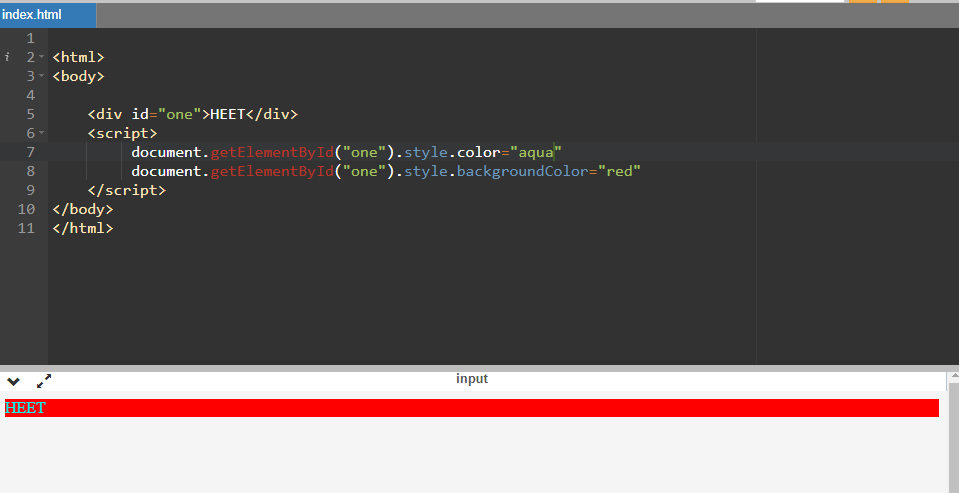 index.html
1
i 2 <html>
3 <body>
4
5     <div id="one">HEET</div>
6     <script>
7          document.getElementById("one").style.color="aqua"
8          document.getElementById("one").style.backgroundColor="red"
9     </script>
10 </body>
11 </html>
input
HEET